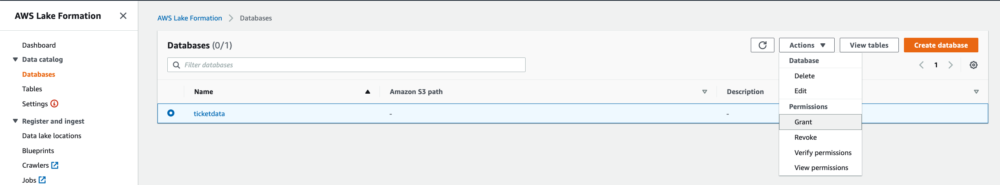 AWS Lake Formation
Dashboard
Data catalog
Databases
Tables
Settings
Register and ingest
Data lake locations
Blueprints
Crawlers
Jobs
AWS Lake Formation > Databases
Databases (0/1)
Actions
View tables
Create database
Filter databases
1
Database
Delete
Edit
Permissions
Grant
Revoke
Verify permissions
View permissions
Name Amazon S3 path Description
ticketdata - -